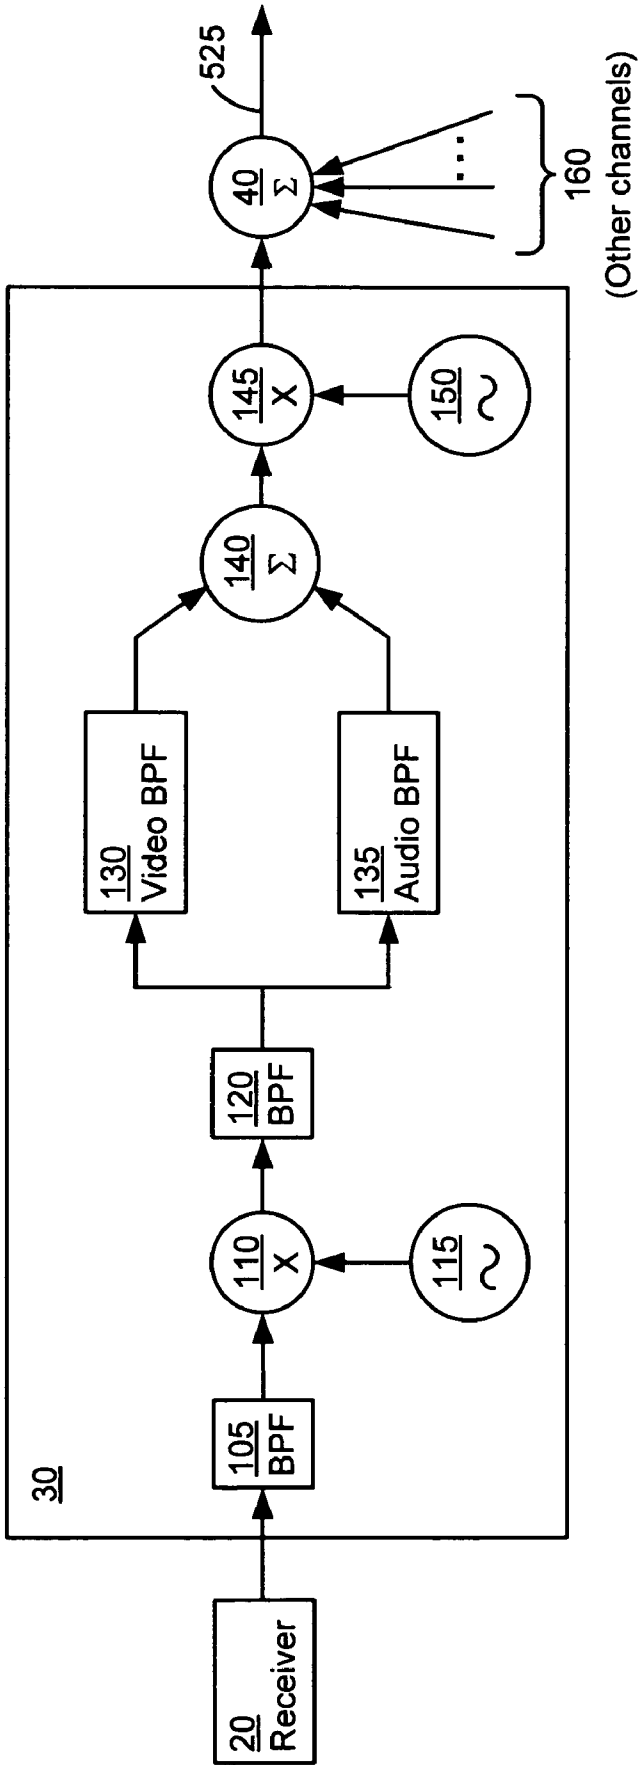 30
20
Receiver
105
BPF
110
X
115
~
120
BPF
130
Video BPF
135
Audio BPF
140
Σ
145
X
150
~
40
Σ
525
...
160
(Other channels)